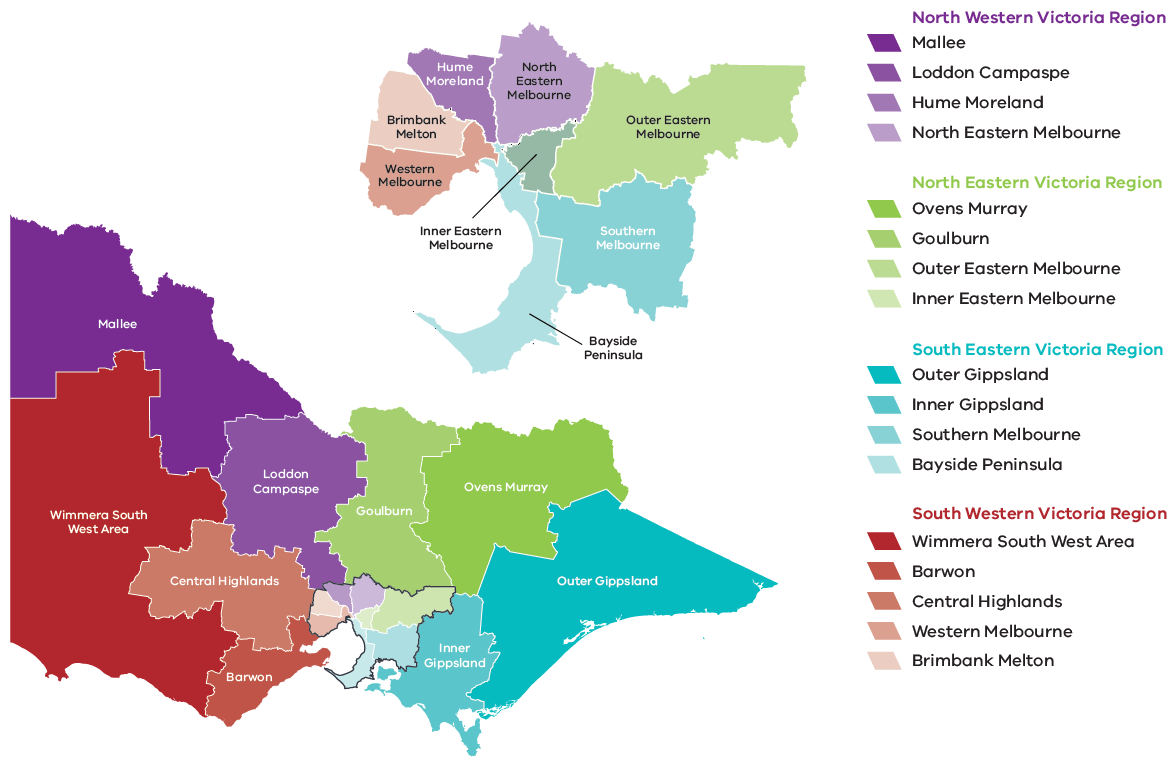 Hume
Moreland
North
Eastern
Melbourne
Brimbank
Melton
Outer Eastern
Melbourne
Western
Melbourne
Inner Eastern
Melbourne
Southern
Melbourne
Bayside
Peninsula
Mallee
Loddon
Campaspe
Ovens Murray
Goulburn
Wimmera South
West Area
Central Highlands
Outer Gippsland
Inner
Gippsland
Barwon
North Western Victoria Region
Mallee
Loddon Campaspe
Hume Moreland
North Eastern Melbourne
North Eastern Victoria Region
Ovens Murray
Goulburn
Outer Eastern Melbourne
Inner Eastern Melbourne
South Eastern Victoria Region
Outer Gippsland
Inner Gippsland
Southern Melbourne
Bayside Peninsula
South Western Victoria Region
Wimmera South West Area
Barwon
Central Highlands
Western Melbourne
Brimbank Melton